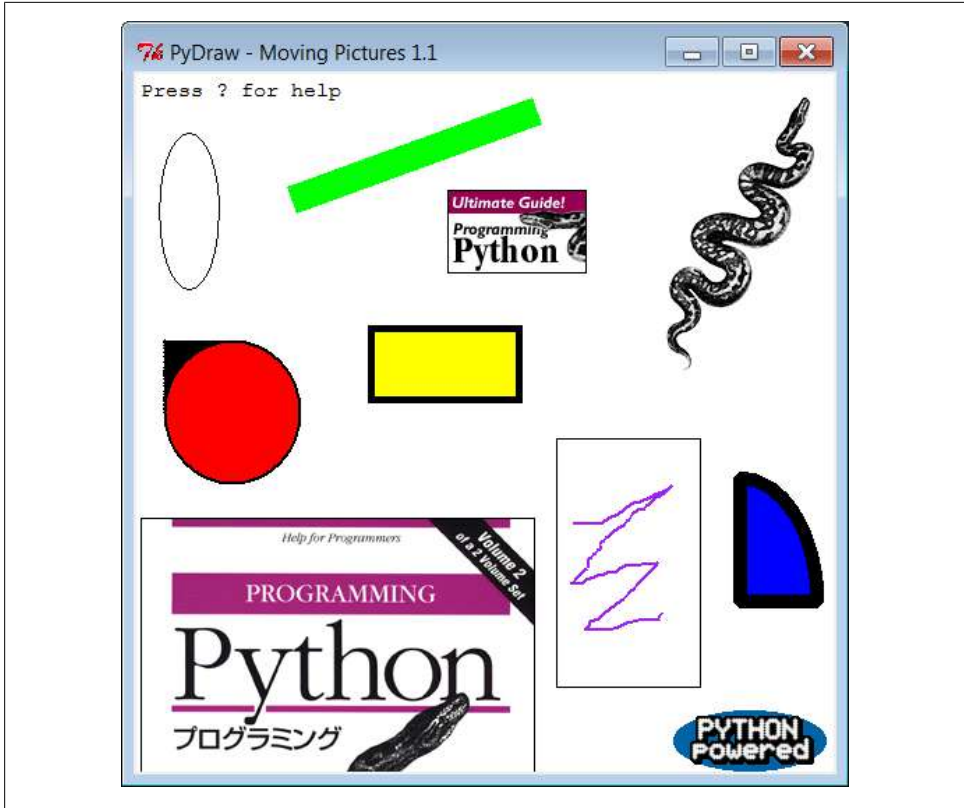 PyDraw - Moving Pictures 1.1
Press ? for help
Ultimate Guide!
Programming
Python
Help for Programmers
Volume 2
of a 2 Volume Set
PROGRAMMING
Python
プログラミング
PYTHON
powered